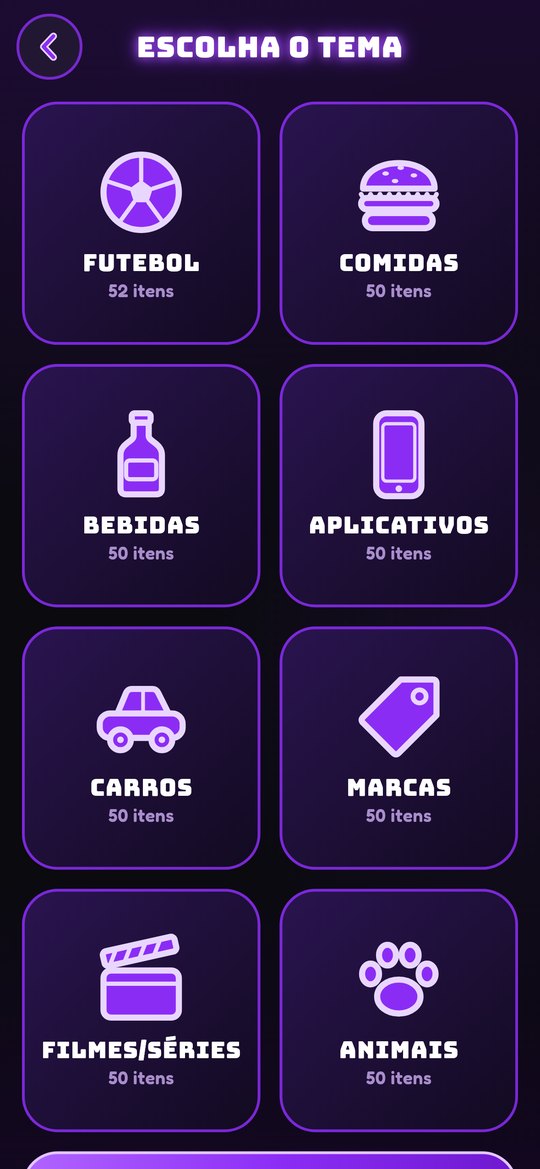 ESCOLHA O TEMA
FUTEBOL
52 itens
COMIDAS
50 itens
BEBIDAS
50 itens
APLICATIVOS
50 itens
CARROS
50 itens
MARCAS
50 itens
FILMES/SÉRIES
50 itens
ANIMAIS
50 itens